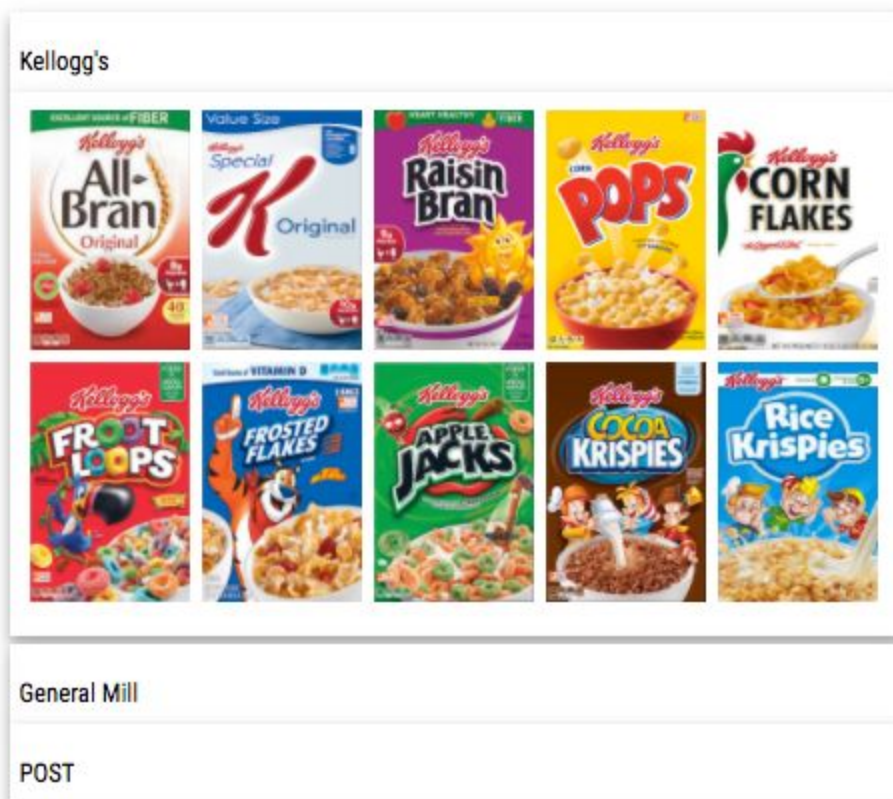 Kellogg's
EXCELLENT SOURCE of FIBER
Kellogg's
All-
Bran
Original
40
Value Size
Kellogg's
Special
K
Original
HEART HEALTHY
FIBER
Kellogg's
Raisin
Bran
Kellogg's
CORN
POPS
Kellogg's
CORN
FLAKES
Kellogg's
FROOT
LOOPS
VITAMIN D
Kellogg's
FROSTED
FLAKES
Kellogg's
APPLE
JACKS
Kellogg's
COCOA
KRISPIES
Kellogg's
Rice
Krispies
General Mill
POST